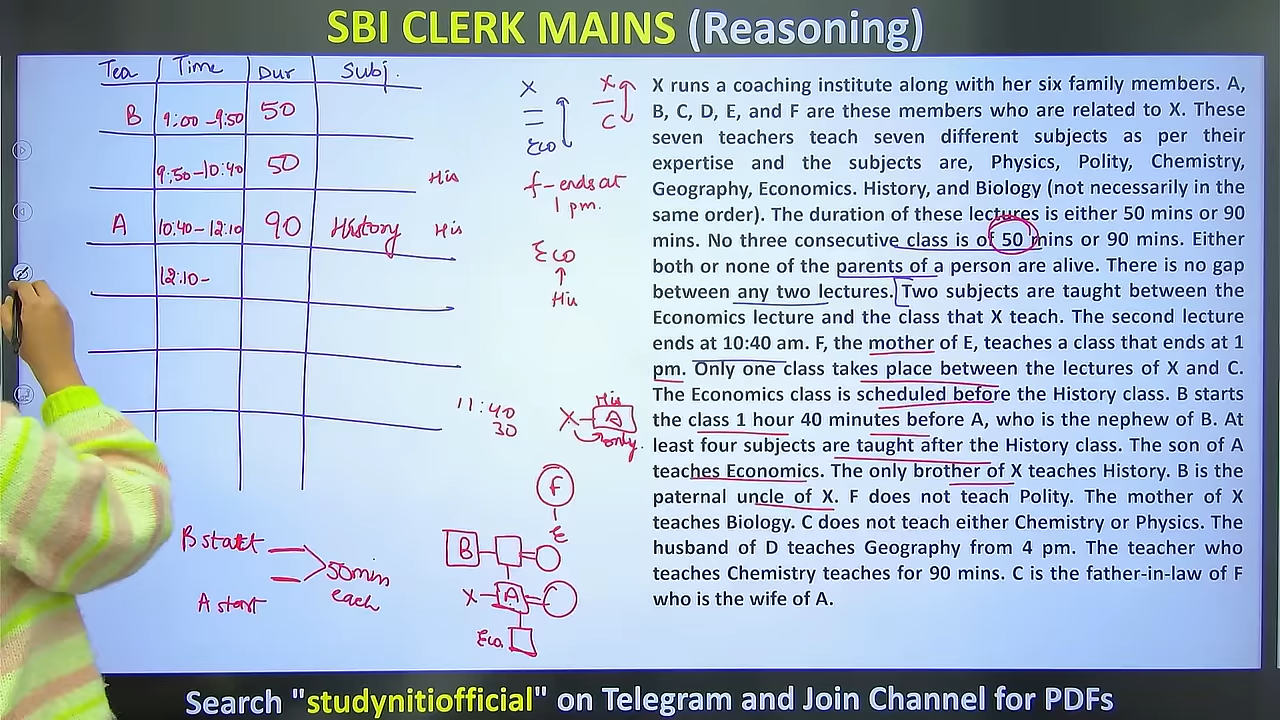 SBI CLERK MAINS (Reasoning)
Tea Time Dur Subj.
B 9:00 -9:50 50
9:50-10:40 50 His
A 10:40-12:10 90 History His
12:10-
X
Eco
X
C
f-ends at
1 pm.
Eco
His
11:40
30
His
X-A
only.
F
E
B
X-A
Eco.
B start
A start
50min
each
X runs a coaching institute along with her six family members. A,
B, C, D, E, and F are these members who are related to X. These
seven teachers teach seven different subjects as per their
expertise and the subjects are, Physics, Polity, Chemistry,
Geography, Economics. History, and Biology (not necessarily in the
same order). The duration of these lectures is either 50 mins or 90
mins. No three consecutive class is of 50 mins or 90 mins. Either
both or none of the parents of a person are alive. There is no gap
between any two lectures. Two subjects are taught between the
Economics lecture and the class that X teach. The second lecture
ends at 10:40 am. F, the mother of E, teaches a class that ends at 1
pm. Only one class takes place between the lectures of X and C.
The Economics class is scheduled before the History class. B starts
the class 1 hour 40 minutes before A, who is the nephew of B. At
least four subjects are taught after the History class. The son of A
teaches Economics. The only brother of X teaches History. B is the
paternal uncle of X. F does not teach Polity. The mother of X
teaches Biology. C does not teach either Chemistry or Physics. The
husband of D teaches Geography from 4 pm. The teacher who
teaches Chemistry teaches for 90 mins. C is the father-in-law of F
who is the wife of A.
Search "studynitiofficial" on Telegram and Join Channel for PDFs